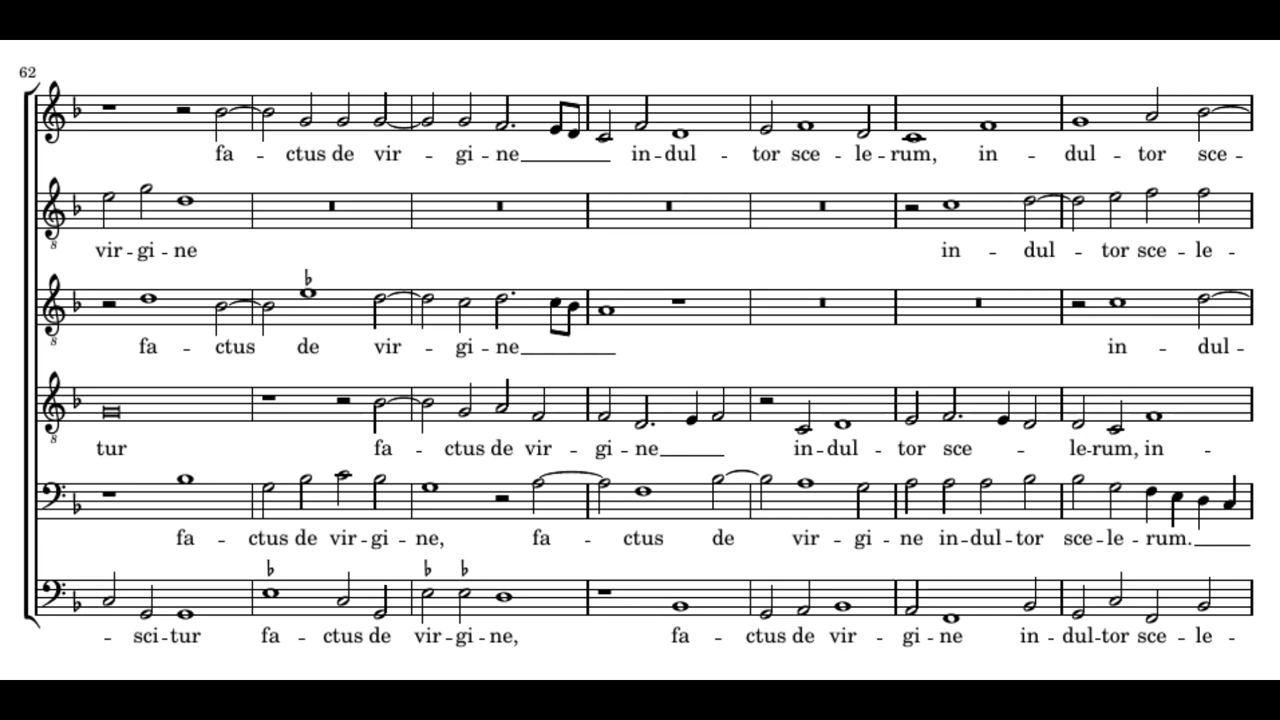 62
fa - ctus de vir - gi - ne in - dul - tor sce - le - rum, in - dul - tor sce -
vir - gi - ne in - dul - tor sce - le -
fa - ctus de vir - gi - ne in - dul -
tur fa - ctus de vir - gi - ne in - dul - tor sce - le - rum, in -
fa - ctus de vir - gi - ne, fa - ctus de vir - gi - ne in - dul - tor sce - le - rum.
- sci - tur fa - ctus de vir - gi - ne, fa - ctus de vir - gi - ne in - dul - tor sce - le -